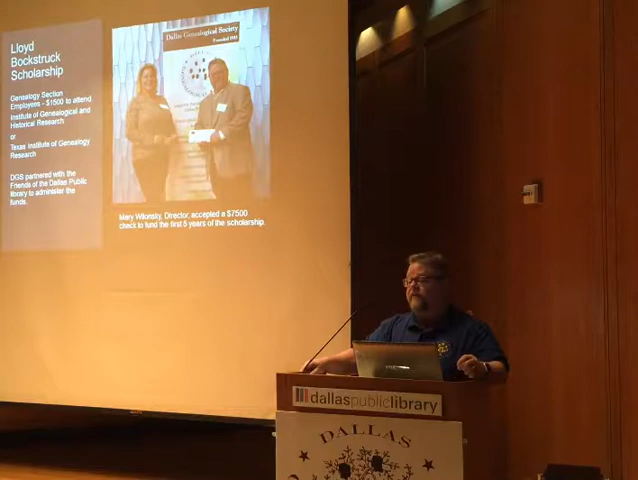 Lloyd
Bockstruck
Scholarship
Genealogy Section
Employees - $1500 to attend
Institute of Genealogical and
Historical Research
or
Texas Institute of Genealogy
Research
DGS partnered with the
Friends of the Dallas Public
library to administer the
funds.
Dallas Genealogical Society
Founded 1955
Mary Wilonsky, Director, accepted a $7500
check to fund the first 5 years of the scholarship.
dallaspubliclibrary
DALLAS